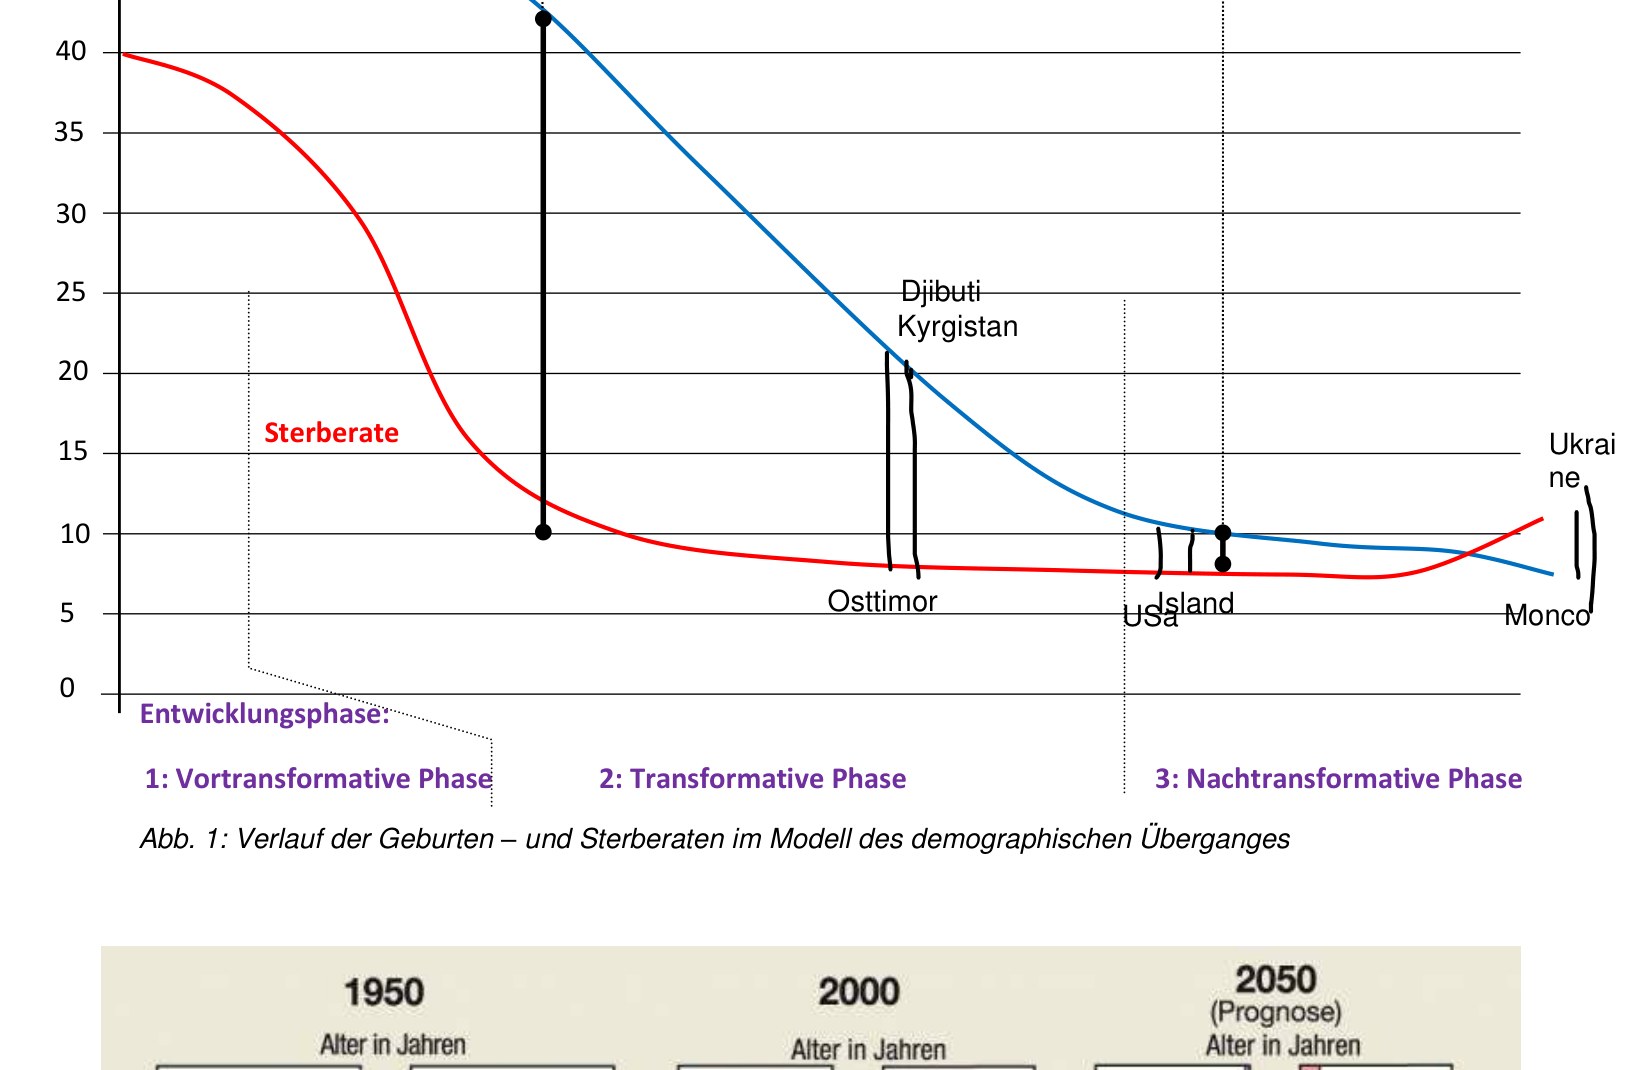 40
35
30
25
Djibuti
Kyrgistan
20
Sterberate
15
Ukrai
ne
10
Osttimor
Island
USa
5
Monco
0
Entwicklungsphase:
1: Vortransformative Phase
2: Transformative Phase
3: Nachtransformative Phase
Abb. 1: Verlauf der Geburten – und Sterberaten im Modell des demographischen Überganges
1950
2000
2050
(Prognose)
Alter in Jahren
Alter in Jahren
Alter in Jahren